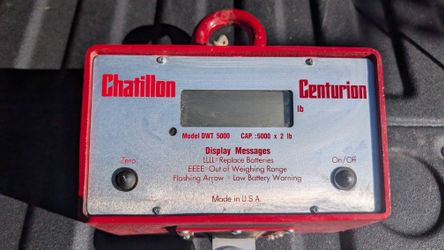 Chatillon Centurion
lb
Model DWT 5000 CAP.:5000 x 2 lb
Display Messages
LLLL-Replace Batteries
EEEE-Out of Weighing Range
Flashing Arrow - Low Battery Warning
Zero
On/Off
Made in U.S.A.